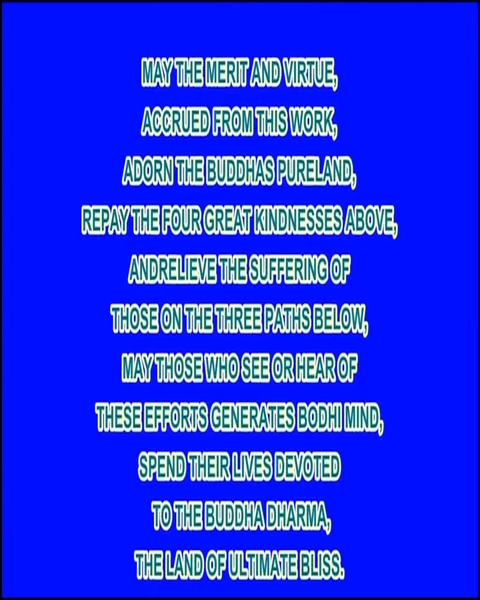 MAY THE MERIT AND VIRTUE,
ACCRUED FROM THIS WORK,
ADORN THE BUDDHAS PURELAND,
REPAY THE FOUR GREAT KINDNESSES ABOVE,
ANDRELIEVE THE SUFFERING OF
THOSE ON THE THREE PATHS BELOW,
MAY THOSE WHO SEE OR HEAR OF
THESE EFFORTS GENERATES BODHI MIND,
SPEND THEIR LIVES DEVOTED
TO THE BUDDHA DHARMA,
THE LAND OF ULTIMATE BLISS.